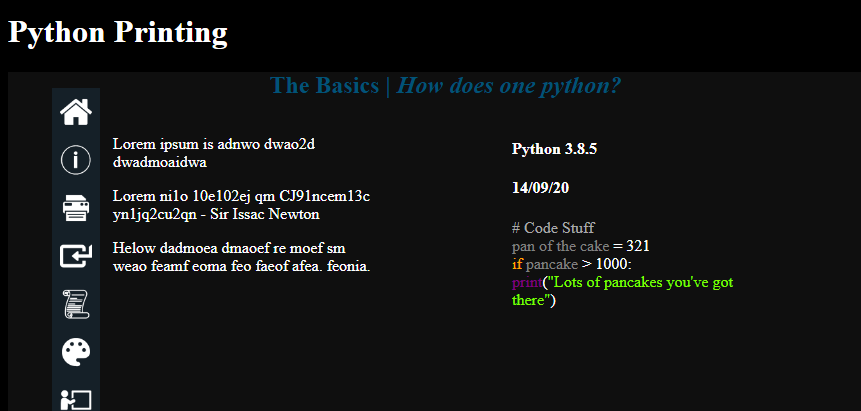 Python Printing
The Basics | How does one python?
Lorem ipsum is adnwo dwao2d
dwadmoaidwa
Lorem ni1o 10e102ej qm CJ91ncem13c
yn1jq2cu2qn - Sir Issac Newton
Helow dadmoea dmaoef re moef sm
weao feamf eoma feo faeof afea. feonia.
Python 3.8.5
14/09/20
# Code Stuff
pan of the cake = 321
if pancake > 1000:
print("Lots of pancakes you've got
there")